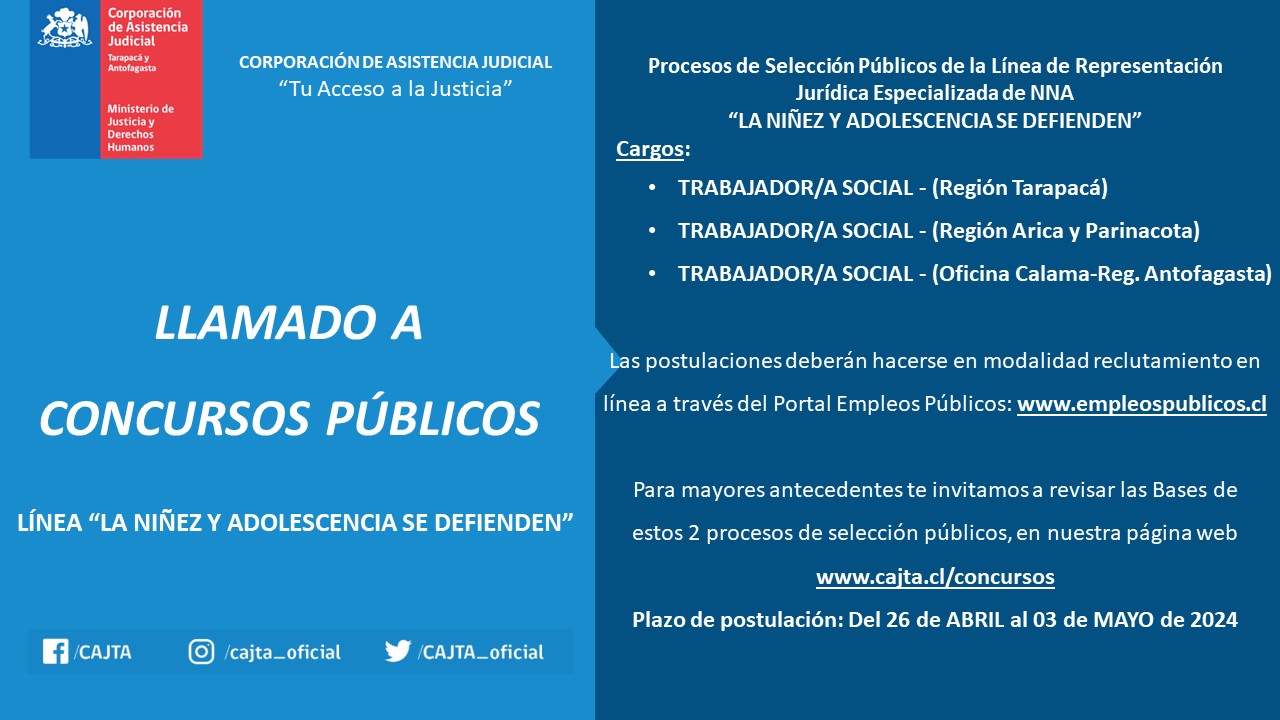 Corporación
de Asistencia
Judicial
Tarapacá y
Antofagasta
Ministerio de
Justicia y
Derechos
Humanos
CORPORACIÓN DE ASISTENCIA JUDICIAL
“Tu Acceso a la Justicia”
LLAMADO A
CONCURSOS PÚBLICOS
LÍNEA “LA NIÑEZ Y ADOLESCENCIA SE DEFIENDEN”
/CAJTA
/cajta_oficial
/CAJTA_oficial
Procesos de Selección Públicos de la Línea de Representación
Jurídica Especializada de NNA
“LA NIÑEZ Y ADOLESCENCIA SE DEFIENDEN”
Cargos:
• TRABAJADOR/A SOCIAL - (Región Tarapacá)
• TRABAJADOR/A SOCIAL - (Región Arica y Parinacota)
• TRABAJADOR/A SOCIAL - (Oficina Calama-Reg. Antofagasta)
Las postulaciones deberán hacerse en modalidad reclutamiento en
línea a través del Portal Empleos Públicos: www.empleospublicos.cl
Para mayores antecedentes te invitamos a revisar las Bases de
estos 2 procesos de selección públicos, en nuestra página web
www.cajta.cl/concursos
Plazo de postulación: Del 26 de ABRIL al 03 de MAYO de 2024